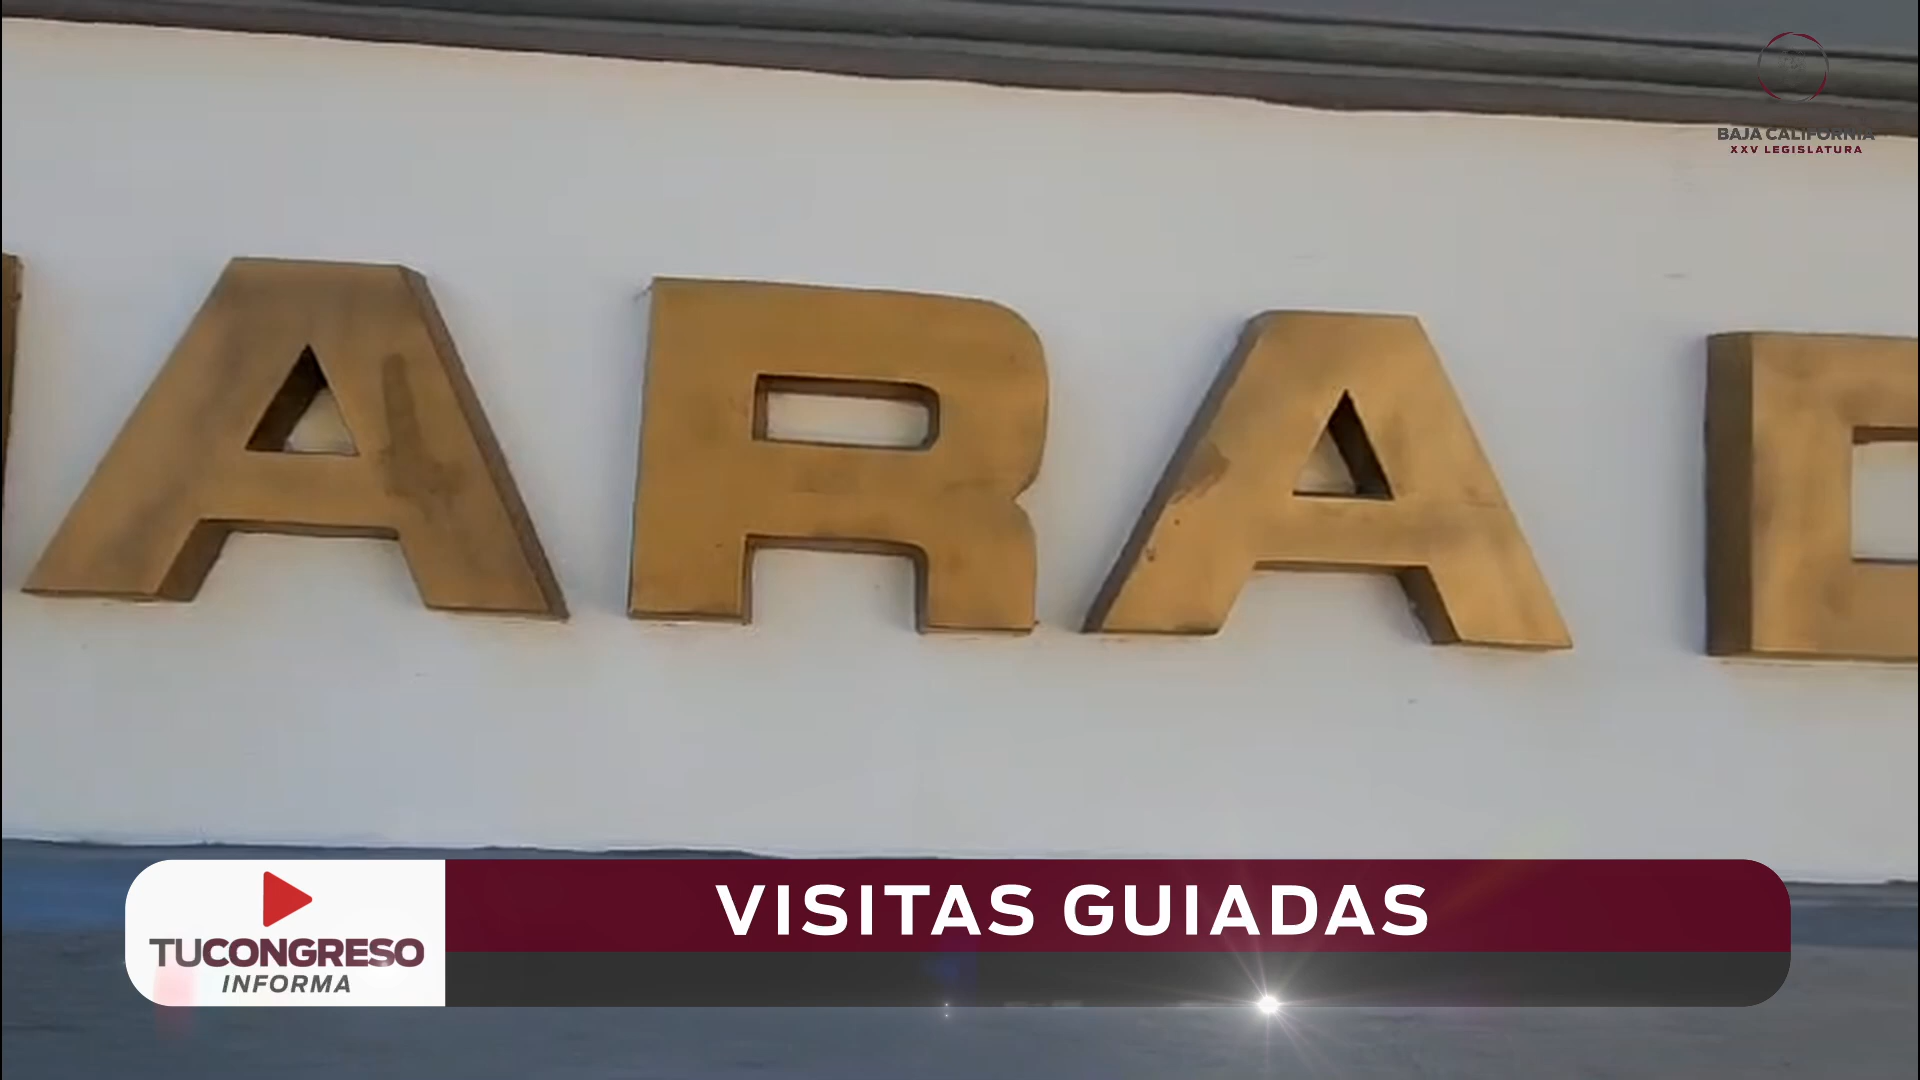 BAJA CALIFORNIA
XXV LEGISLATURA
ARA
VISITAS GUIADAS
TUCONGRESO
INFORMA